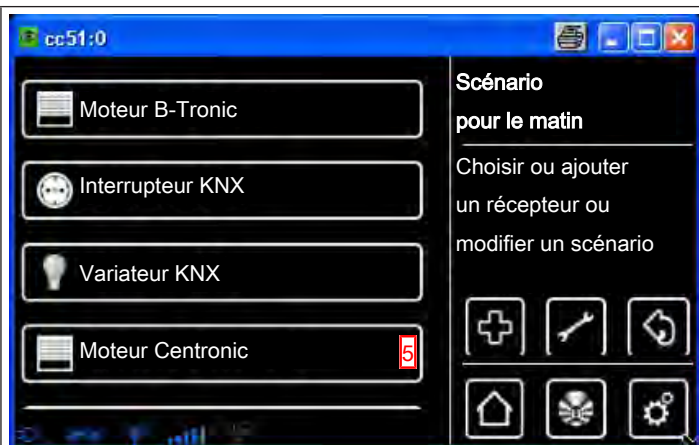 cc51:0
Moteur B-Tronic
Interrupteur KNX
Variateur KNX
Moteur Centronic
5
Scénario
pour le matin
Choisir ou ajouter
un récepteur ou
modifier un scénario